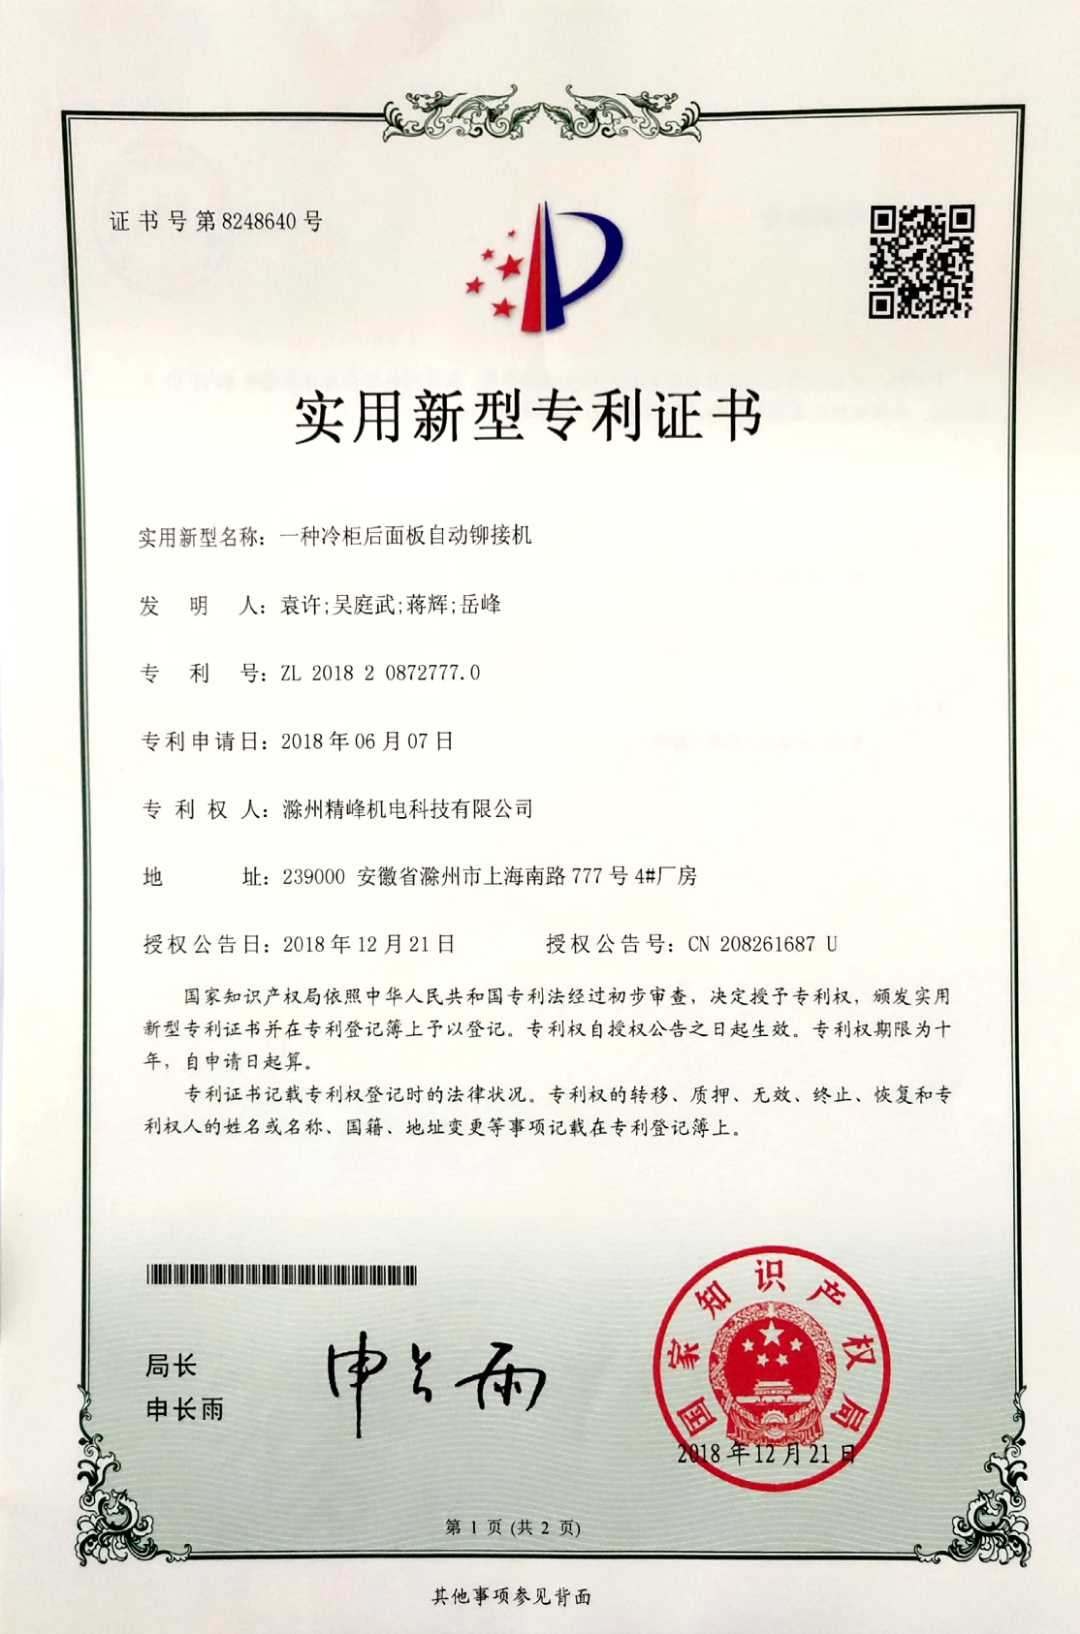 证书号第8248640号
实用新型专利证书
实用新型名称：一种冷柜后面板自动铆接机
发明人：袁许;吴庭武;蒋辉;岳峰
专利号：ZL 2018 2 0872777.0
专利申请日：2018年06月07日
专利权人：滁州精峰机电科技有限公司
地址：239000 安徽省滁州市上海南路777号4#厂房
授权公告日：2018年12月21日 授权公告号：CN 208261687 U
国家知识产权局依照中华人民共和国专利法经过初步审查，决定授予专利权，颁发实用
新型专利证书并在专利登记簿上予以登记。专利权自授权公告之日起生效。专利权期限为十
年，自申请日起算。
专利证书记载专利权登记时的法律状况。专利权的转移、质押、无效、终止、恢复和专
利权人的姓名或名称、国籍、地址变更等事项记载在专利登记簿上。
局长
申长雨
申长雨
国家知识产权局
2018年12月21日
第 1 页 (共 2 页)
其他事项参见背面